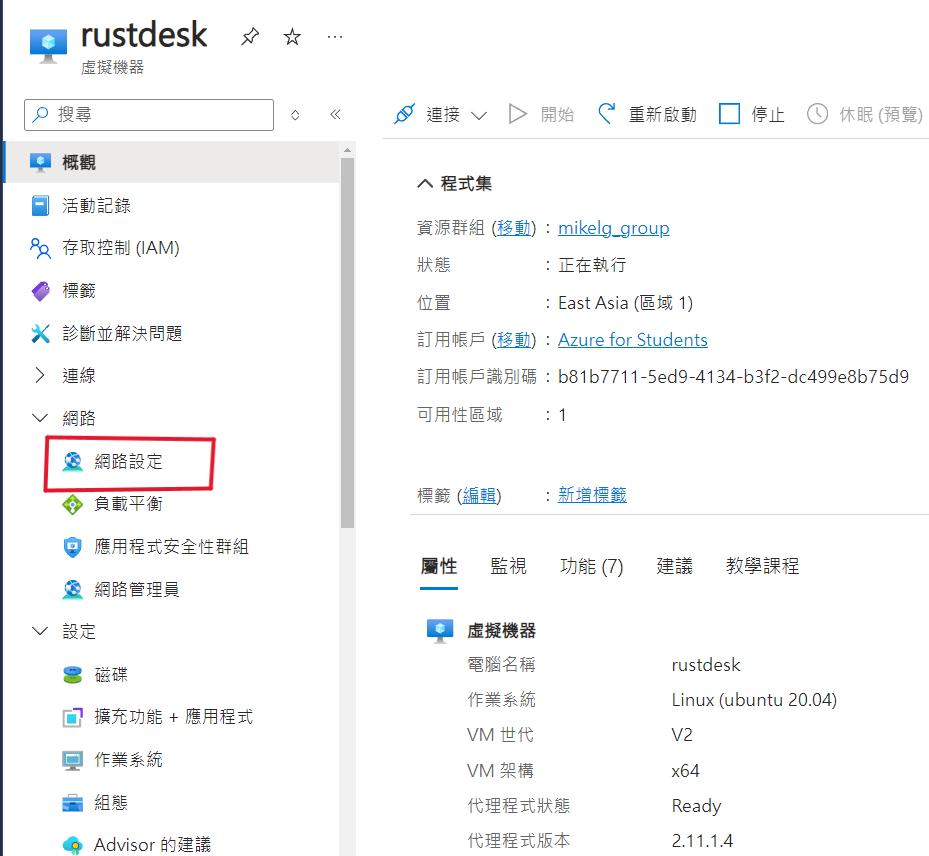 rustdesk
虛擬機器
搜尋
概觀
活動記錄
存取控制 (IAM)
標籤
診斷並解決問題
連線
網路
網路設定
負載平衡
應用程式安全性群組
網路管理員
設定
磁碟
擴充功能 + 應用程式
作業系統
組態
Advisor 的建議
連接 開始 重新啟動 停止 休眠 (預覽)
程式集
資源群組 (移動) : mikelg_group
狀態 : 正在執行
位置 : East Asia (區域 1)
訂用帳戶 (移動) : Azure for Students
訂用帳戶識別碼 : b81b7711-5ed9-4134-b3f2-dc499e8b75d9
可用性區域 : 1
標籤 (編輯) : 新增標籤
屬性 監視 功能 (7) 建議 教學課程
虛擬機器
電腦名稱 rustdesk
作業系統 Linux (ubuntu 20.04)
VM 世代 V2
VM 架構 x64
代理程式狀態 Ready
代理程式版本 2.11.1.4